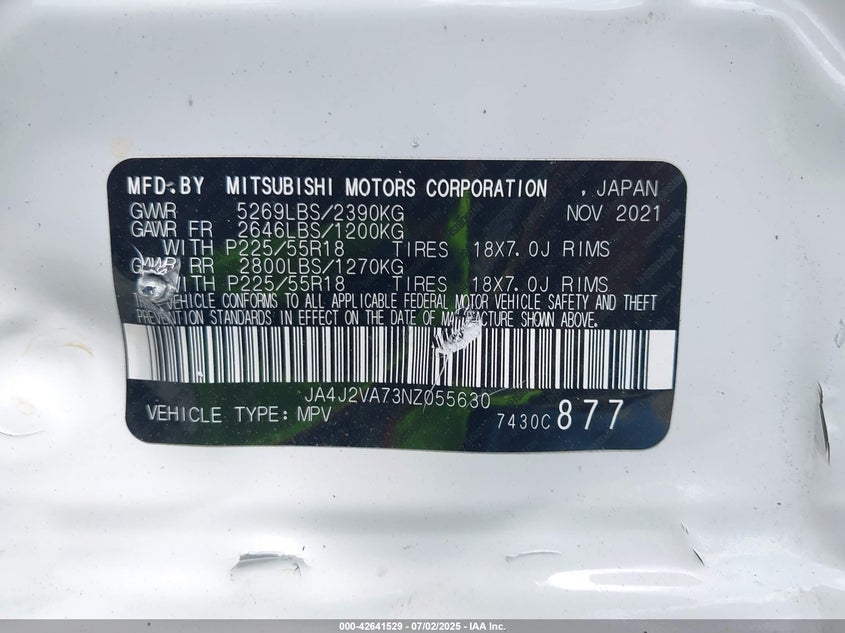 MFD. BY MITSUBISHI MOTORS CORPORATION , JAPAN
GVWR 5269LBS/2390KG NOV 2021
GAWR FR 2646LBS/1200KG
WITH P225/55R18 TIRES 18X7.0J RIMS
GAWR RR 2800LBS/1270KG
WITH P225/55R18 TIRES 18X7.0J RIMS
THIS VEHICLE CONFORMS TO ALL APPLICABLE FEDERAL MOTOR VEHICLE SAFETY AND THEFT
PREVENTION STANDARDS IN EFFECT ON THE DATE OF MANUFACTURE SHOWN ABOVE.
JA4J2VA73NZ055630
VEHICLE TYPE: MPV 7430C 877
000-42641529 | 07/02/2025 | IAA Inc.